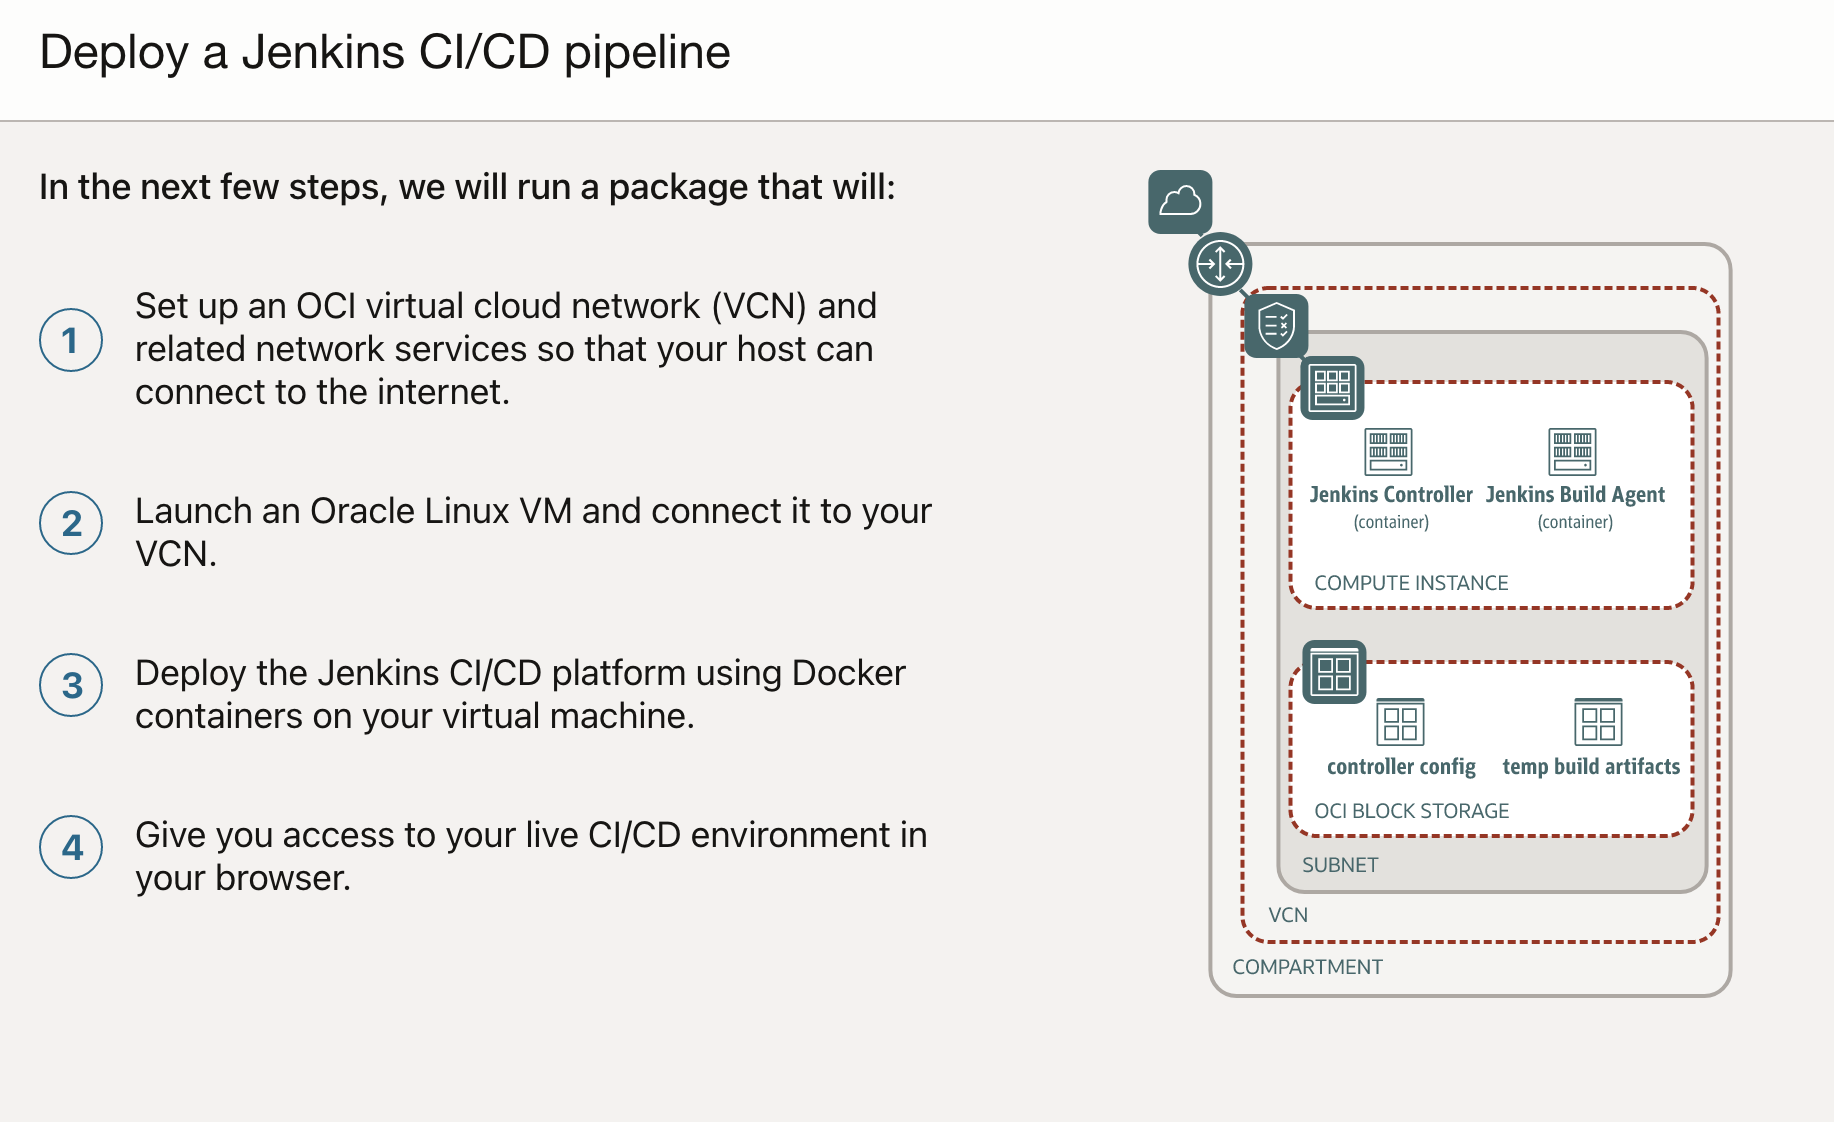 Deploy a Jenkins CI/CD pipeline
In the next few steps, we will run a package that will:
1
Set up an OCI virtual cloud network (VCN) and
related network services so that your host can
connect to the internet.
2
Launch an Oracle Linux VM and connect it to your
VCN.
3
Deploy the Jenkins CI/CD platform using Docker
containers on your virtual machine.
4
Give you access to your live CI/CD environment in
your browser.
Jenkins Controller
(container)
Jenkins Build Agent
(container)
COMPUTE INSTANCE
controller config
temp build artifacts
OCI BLOCK STORAGE
SUBNET
VCN
COMPARTMENT